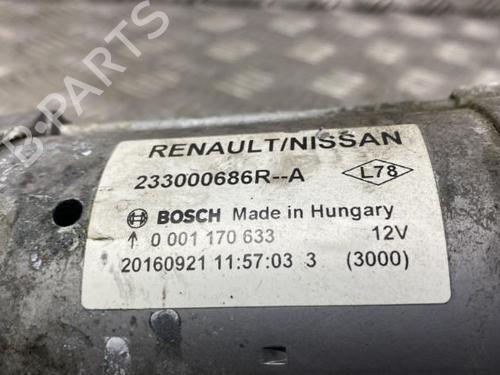 B-PARTS
RENAULT/NISSAN
233000686R--A
L78
BOSCH Made in Hungary
0 001 170 633 12V
20160921 11:57:03 3 (3000)